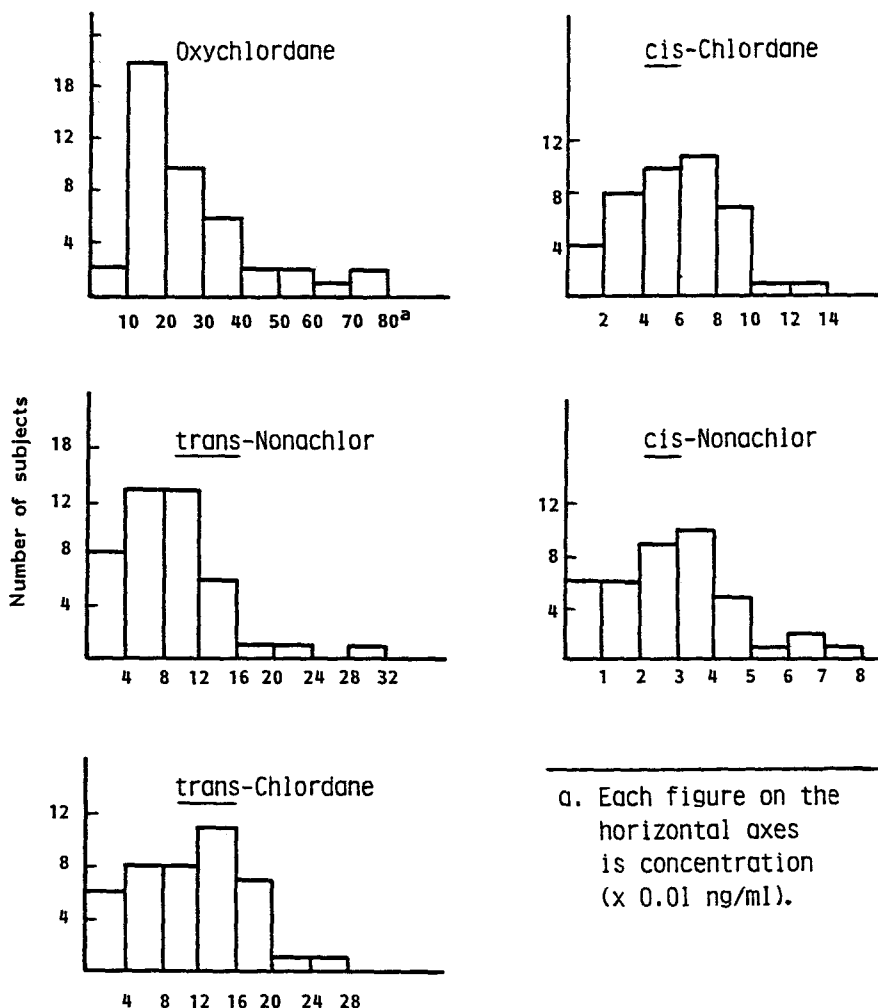 Oxychlordane
18
12
8
4
10 20 30 40 50 60 70 80a
cis-Chlordane
12
8
4
2 4 6 8 10 12 14
Number of subjects
trans-Nonachlor
18
12
8
4
4 8 12 16 20 24 28 32
cis-Nonachlor
12
8
4
1 2 3 4 5 6 7 8
trans-Chlordane
12
8
4
4 8 12 16 20 24 28
a. Each figure on the
horizontal axes
is concentration
(x 0.01 ng/ml).